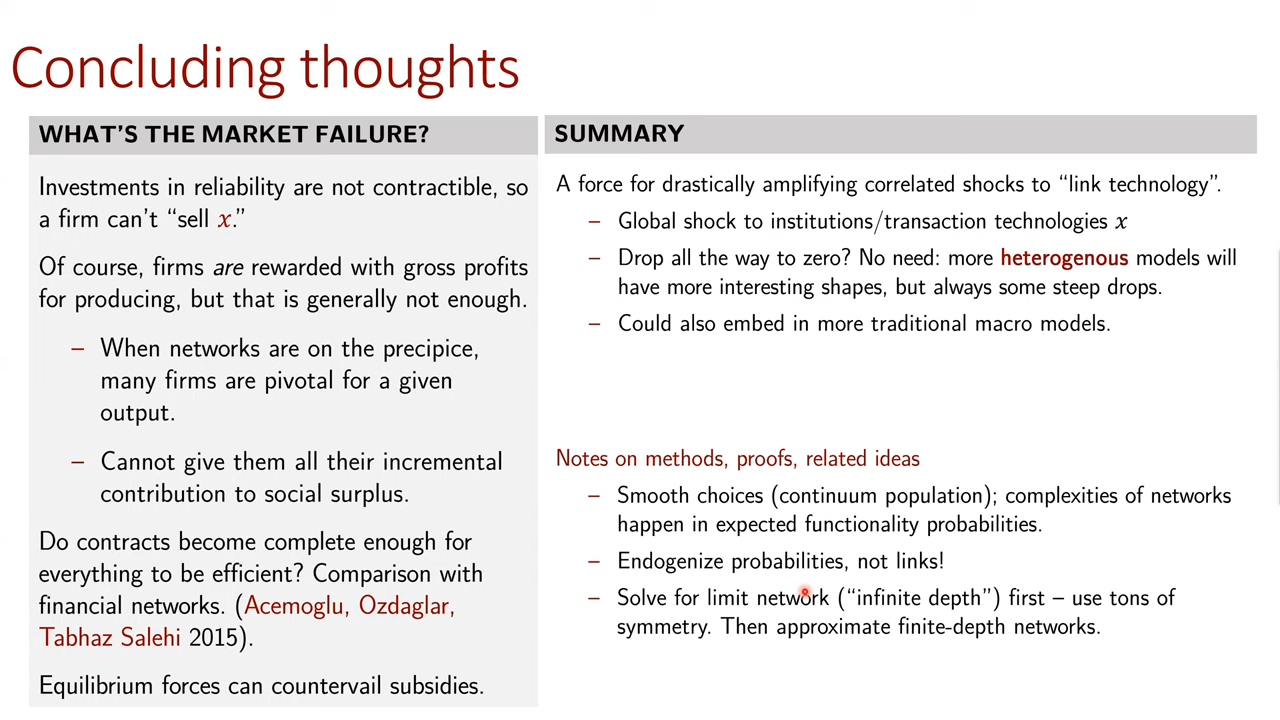 Concluding thoughts
WHAT'S THE MARKET FAILURE?
Investments in reliability are not contractible, so
a firm can't “sell x.”
Of course, firms are rewarded with gross profits
for producing, but that is generally not enough.
– When networks are on the precipice,
many firms are pivotal for a given
output.
– Cannot give them all their incremental
contribution to social surplus.
Do contracts become complete enough for
everything to be efficient? Comparison with
financial networks. (Acemoglu, Ozdaglar,
Tabhaz Salehi 2015).
Equilibrium forces can countervail subsidies.
SUMMARY
A force for drastically amplifying correlated shocks to “link technology”.
– Global shock to institutions/transaction technologies x
– Drop all the way to zero? No need: more heterogenous models will
have more interesting shapes, but always some steep drops.
– Could also embed in more traditional macro models.
Notes on methods, proofs, related ideas
– Smooth choices (continuum population); complexities of networks
happen in expected functionality probabilities.
– Endogenize probabilities, not links!
– Solve for limit network (“infinite depth”) first – use tons of
symmetry. Then approximate finite-depth networks.